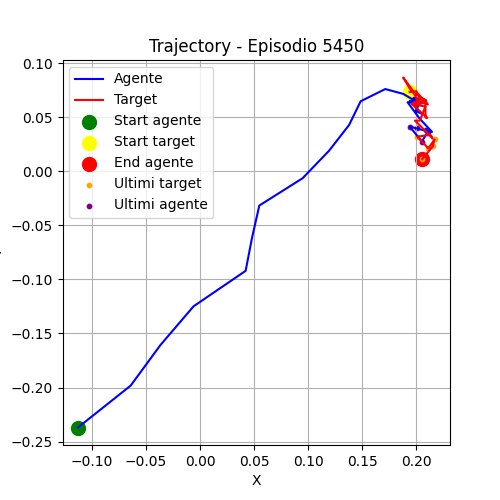 Trajectory - Episodio 5450
Agente
Target
Start agente
Start target
End agente
Ultimi target
Ultimi agente
0.10
0.05
0.00
−0.05
−0.10
−0.15
−0.20
−0.25
−0.10
−0.05
0.00
0.05
0.10
0.15
0.20
X